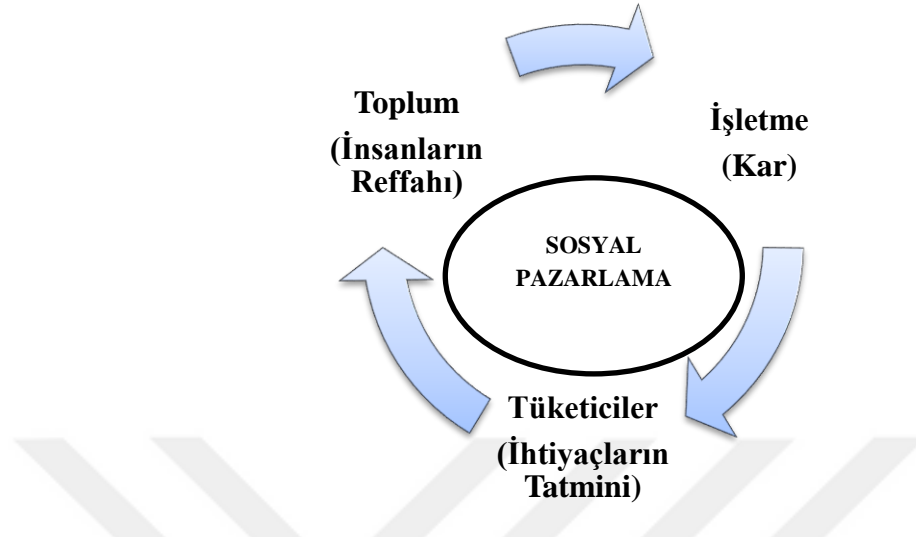 Toplum
(İnsanların
Reffahı)
İşletme
(Kar)
SOSYAL
PAZARLAMA
Tüketiciler
(İhtiyaçların
Tatmini)